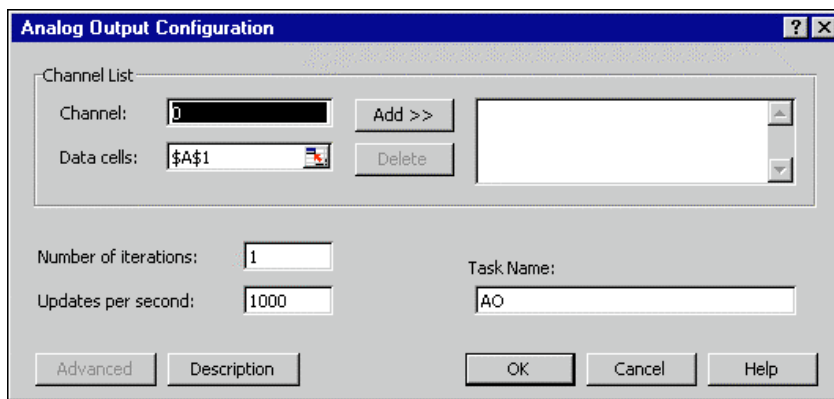 Analog Output Configuration
Channel List
Channel: 0
Add >>
Data cells: $A$1
Delete
Number of iterations: 1
Task Name:
Updates per second: 1000
AO
Advanced
Description
OK
Cancel
Help